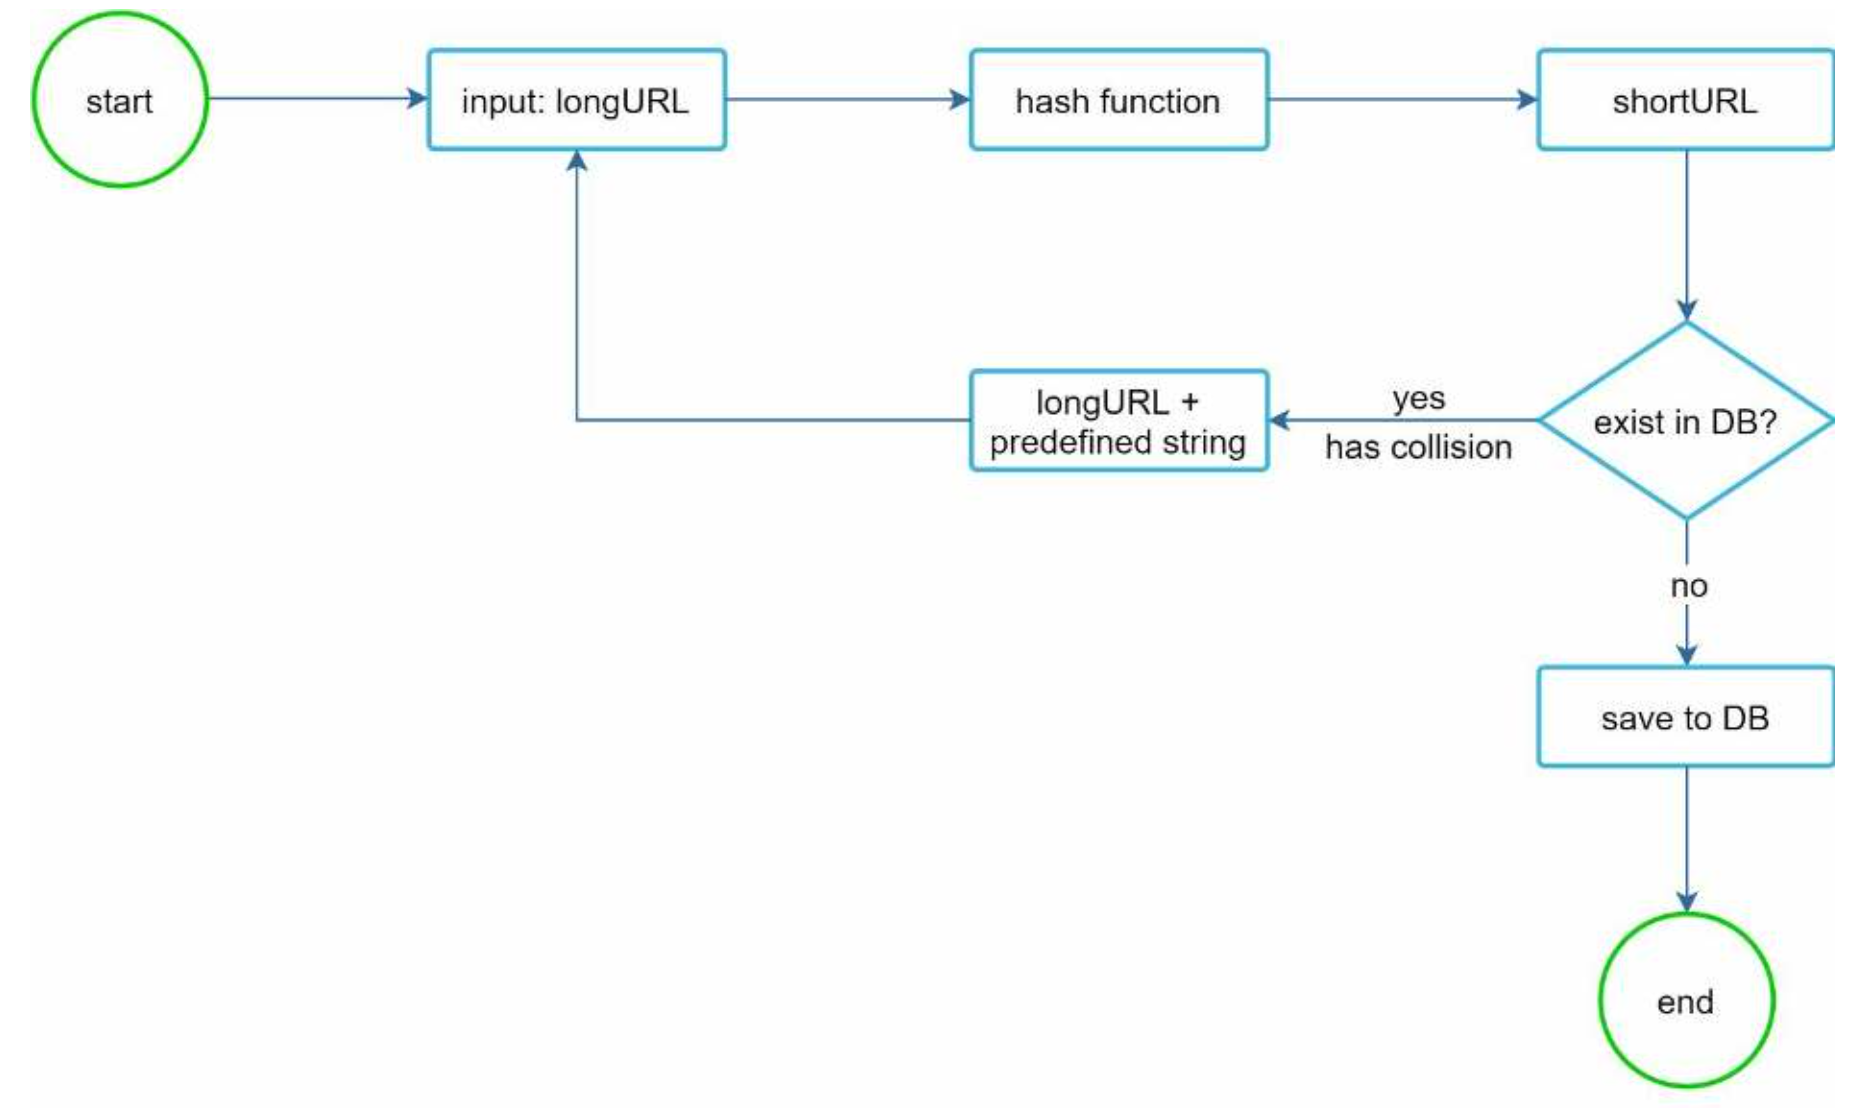 start
input: longURL
hash function
shortURL
longURL +
predefined string
yes
has collision
exist in DB?
no
save to DB
end